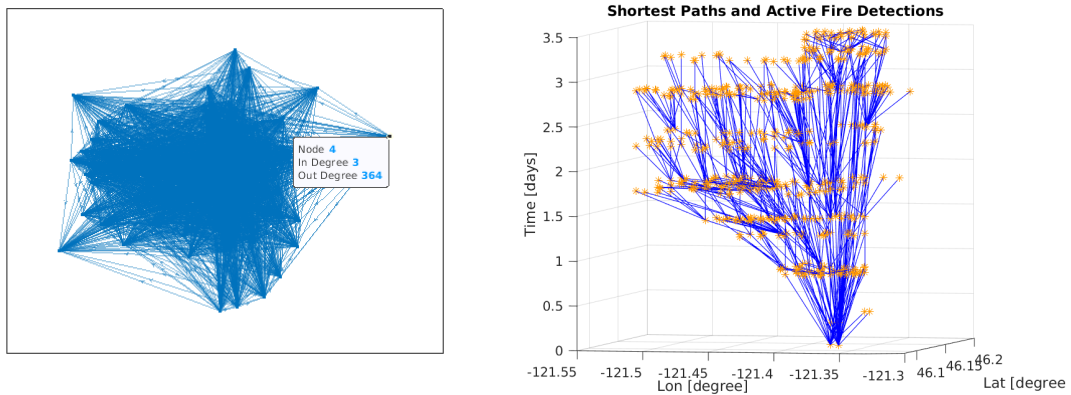 Node 4
In Degree 3
Out Degree 364
Shortest Paths and Active Fire Detections
3.5
3
2.5
2
1.5
1
0.5
0
Time [days]
-121.55
-121.5
-121.45
-121.4
-121.35
-121.3
Lon [degree]
46.1
46.15
46.2
Lat [degree